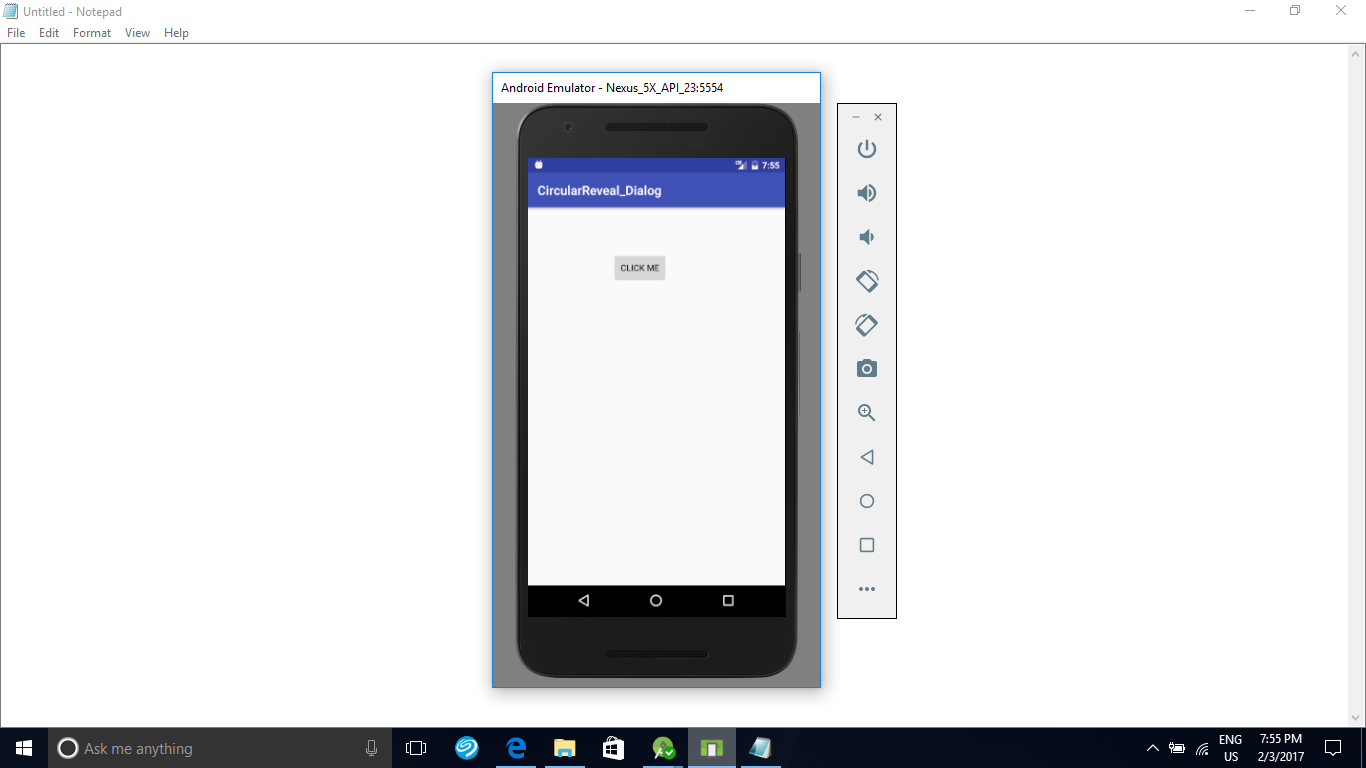 Untitled - Notepad
File Edit Format View Help
Android Emulator - Nexus_5X_API_23:5554
7:55
CircularReveal_Dialog
CLICK ME
Ask me anything
ENG
US
7:55 PM
2/3/2017